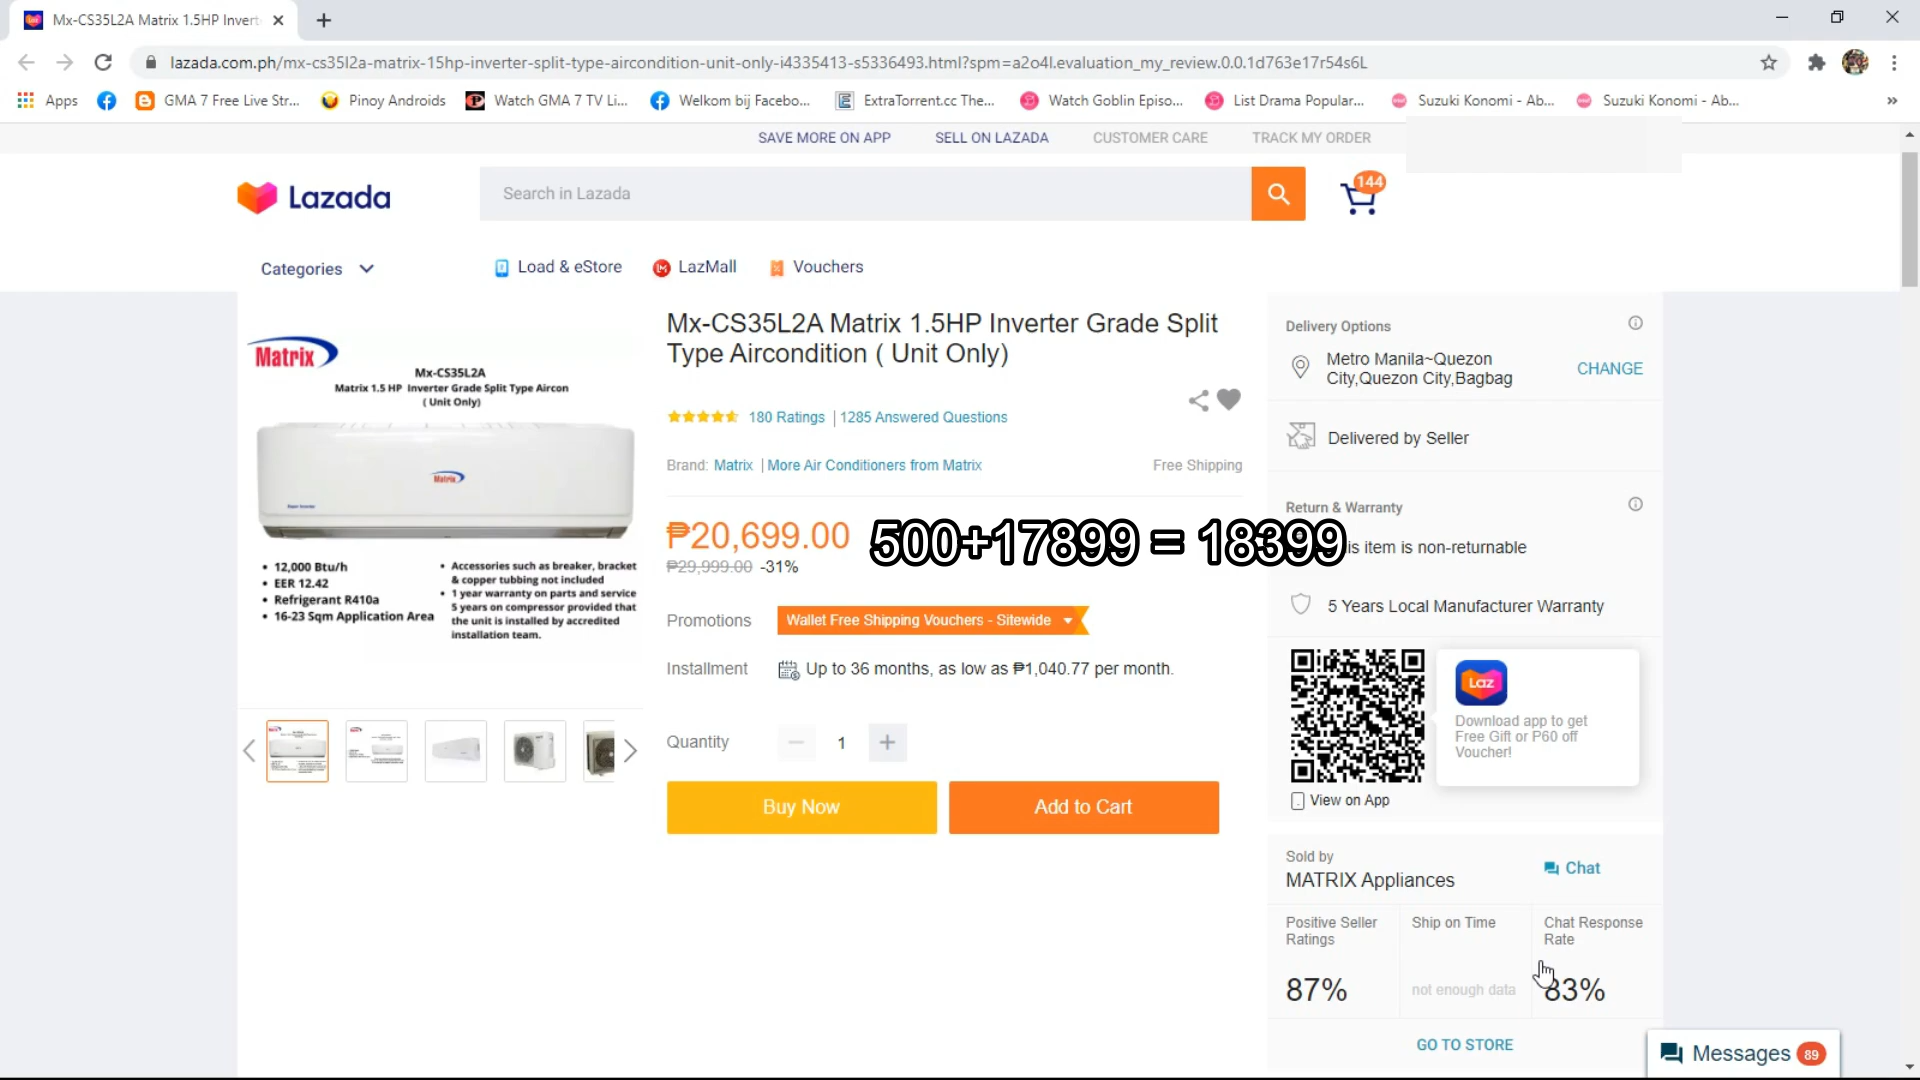 Mx-CS35L2A Matrix 1.5HP Invert
lazada.com.ph/mx-cs35l2a-matrix-15hp-inverter-split-type-aircondition-unit-only-i4335413-s5336493.html?spm=a2o4l.evaluation_my_review.0.0.1d763e17r54s6L
Apps GMA 7 Free Live Str... Pinoy Androids Watch GMA 7 TV Li... Welkom bij Facebo... ExtraTorrent.cc The... Watch Goblin Episo... List Drama Popular... Suzuki Konomi - Ab... Suzuki Konomi - Ab...
SAVE MORE ON APP SELL ON LAZADA CUSTOMER CARE TRACK MY ORDER
Lazada
Search in Lazada
144
Categories Load & eStore LazMall Vouchers
Matrix
Mx-CS35L2A
Matrix 1.5 HP Inverter Grade Split Type Aircon
( Unit Only)
Matrix
• 12,000 Btu/h
• EER 12.42
• Refrigerant R410a
• 16-23 Sqm Application Area
• Accessories such as breaker, bracket
& copper tubbing not included
• 1 year warranty on parts and service
5 years on compressor provided that
the unit is installed by accredited
installation team.
Mx-CS35L2A Matrix 1.5HP Inverter Grade Split
Type Aircondition ( Unit Only)
180 Ratings | 1285 Answered Questions
Brand: Matrix | More Air Conditioners from Matrix Free Shipping
₱20,699.00
500+17899 = 18399
₱29,999.00 -31%
Promotions Wallet Free Shipping Vouchers - Sitewide
Installment Up to 36 months, as low as ₱1,040.77 per month.
Quantity − 1 +
Buy Now Add to Cart
Delivery Options
Metro Manila~Quezon
City,Quezon City,Bagbag
CHANGE
Delivered by Seller
Return & Warranty
is item is non-returnable
5 Years Local Manufacturer Warranty
Laz
Download app to get
Free Gift or P60 off
Voucher!
View on App
Sold by
MATRIX Appliances
Chat
Positive Seller
Ratings
87%
Ship on Time
not enough data
Chat Response
Rate
83%
GO TO STORE
Messages 89